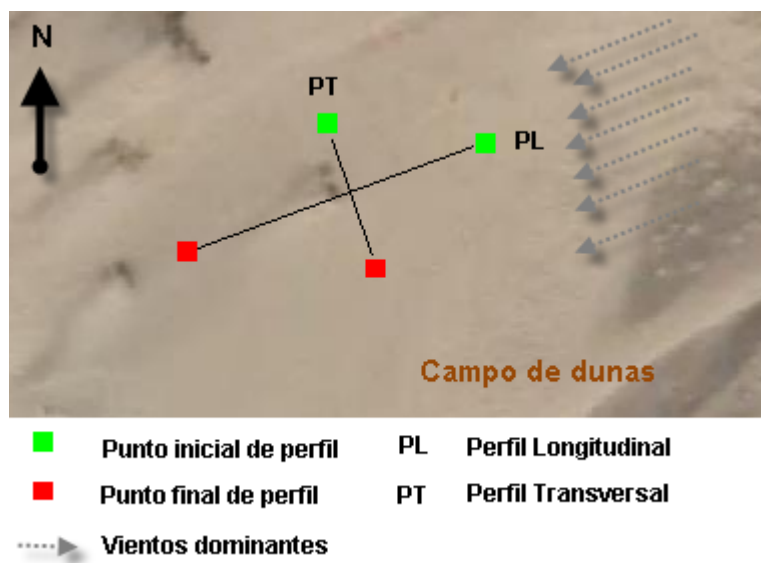 N
PT
PL
Campo de dunas
Punto inicial de perfil PL Perfil Longitudinal
Punto final de perfil PT Perfil Transversal
Vientos dominantes